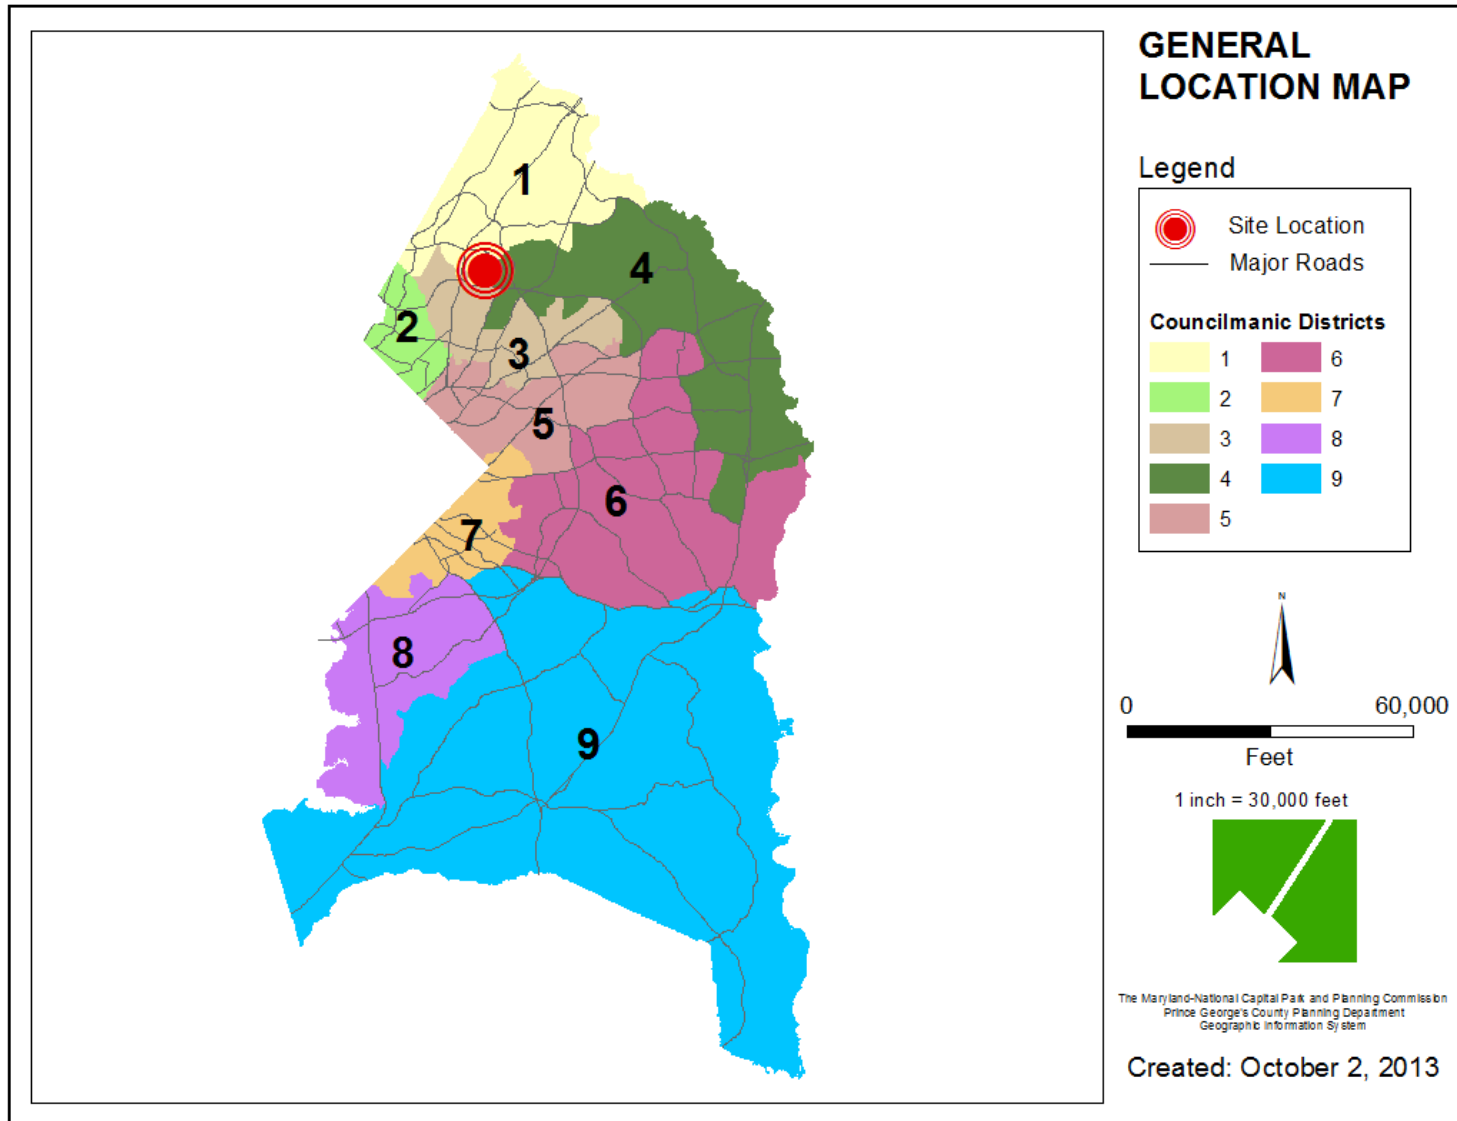 GENERAL
LOCATION MAP
Legend
Site Location
Major Roads
Councilmanic Districts
1 6
2 7
3 8
4 9
5
1
4
2
3
5
6
7
8
9
N
0 60,000
Feet
1 inch = 30,000 feet
The Maryland-National Capital Park and Planning Commission
Prince George's County Planning Department
Geographic Information System
Created: October 2, 2013